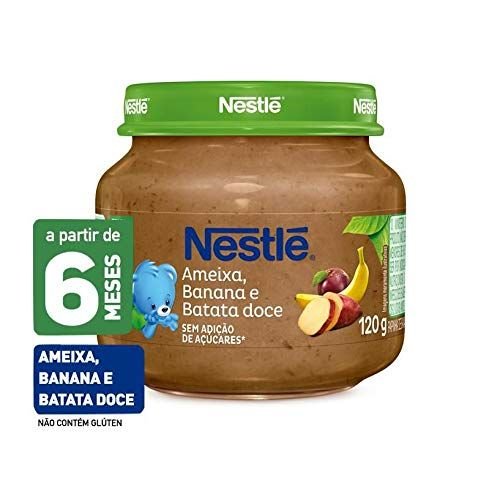 Nestlé
a partir de
6
MESES
AMEIXA,
BANANA E
BATATA DOCE
NÃO CONTÉM GLÚTEN
Nestlé
Ameixa,
Banana e
Batata doce
SEM ADIÇÃO
DE AÇÚCARES*
120g